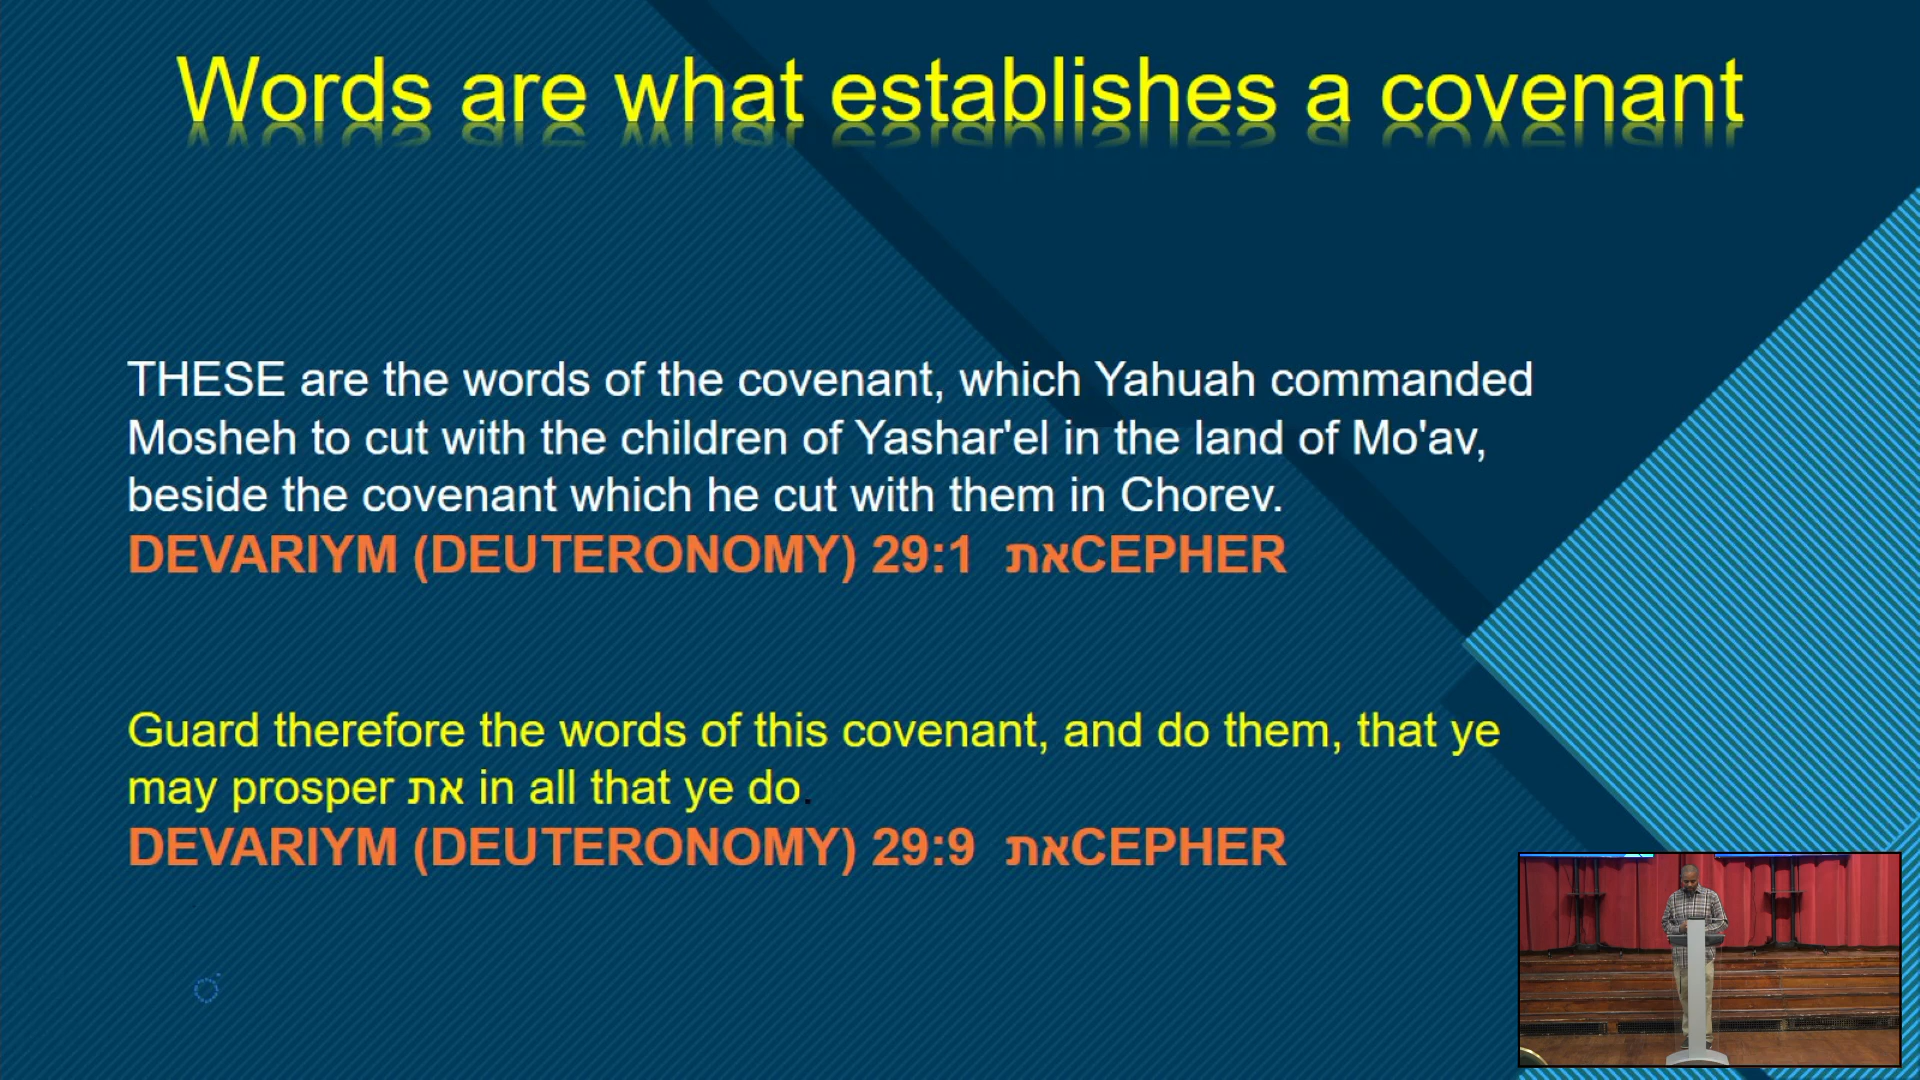 Words are what establishes a covenant
THESE are the words of the covenant, which Yahuah commanded
Mosheh to cut with the children of Yashar'el in the land of Mo'av,
beside the covenant which he cut with them in Chorev.
DEVARIYM (DEUTERONOMY) 29:1 אתCEPHER
Guard therefore the words of this covenant, and do them, that ye
may prosper את in all that ye do.
DEVARIYM (DEUTERONOMY) 29:9 אתCEPHER